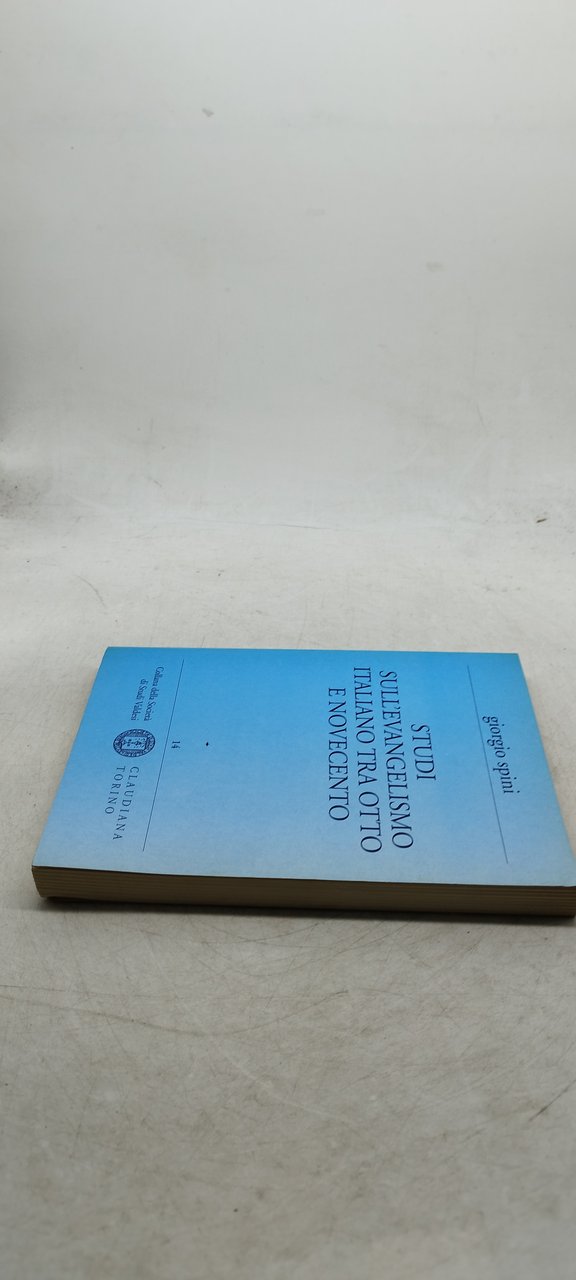 giorgio spini
STUDI
SULL'EVANGELISMO
ITALIANO TRA OTTO
E NOVECENTO
14
Collana della Società
di Studi Valdesi
CLAUDIANA
TORINO